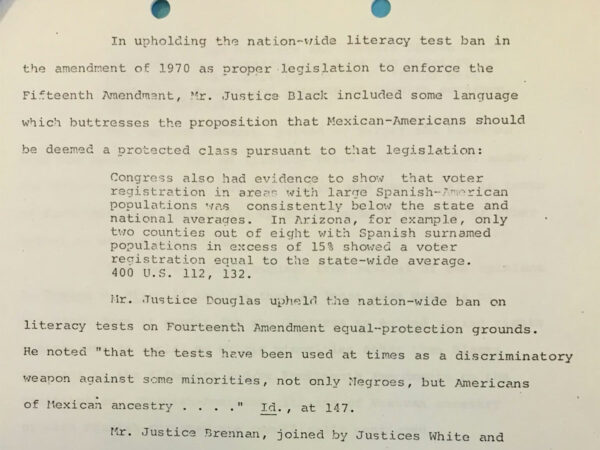 In upholding the nation-wide literacy test ban in
the amendment of 1970 as proper legislation to enforce the
Fifteenth Amendment, Mr. Justice Black included some language
which buttresses the proposition that Mexican-Americans should
be deemed a protected class pursuant to that legislation:
Congress also had evidence to show that voter
registration in areas with large Spanish-American
populations was consistently below the state and
national averages. In Arizona, for example, only
two counties out of eight with Spanish surnamed
populations in excess of 15% showed a voter
registration equal to the state-wide average.
400 U.S. 112, 132.
Mr. Justice Douglas upheld the nation-wide ban on
literacy tests on Fourteenth Amendment equal-protection grounds.
He noted "that the tests have been used at times as a discriminatory
weapon against some minorities, not only Negroes, but Americans
of Mexican ancestry . . . ." Id., at 147.
Mr. Justice Brennan, joined by Justices White and